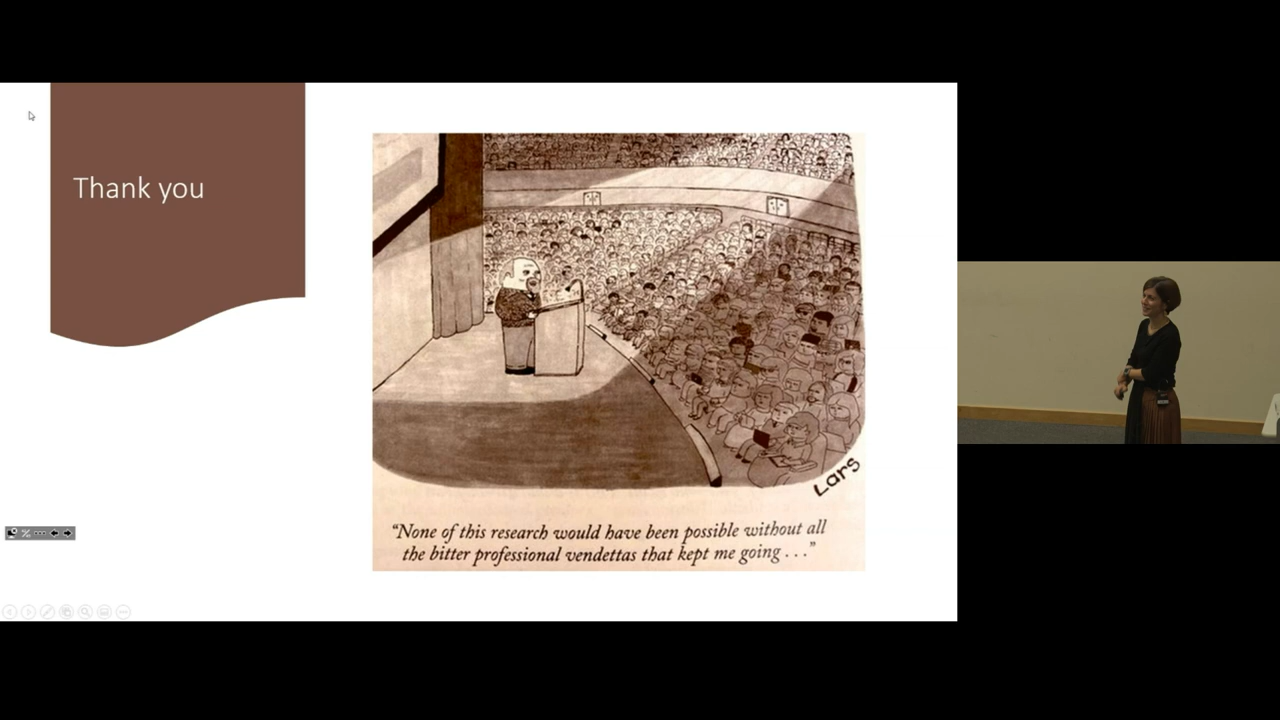 Thank you
Lars
“None of this research would have been possible without all
the bitter professional vendettas that kept me going . . .”